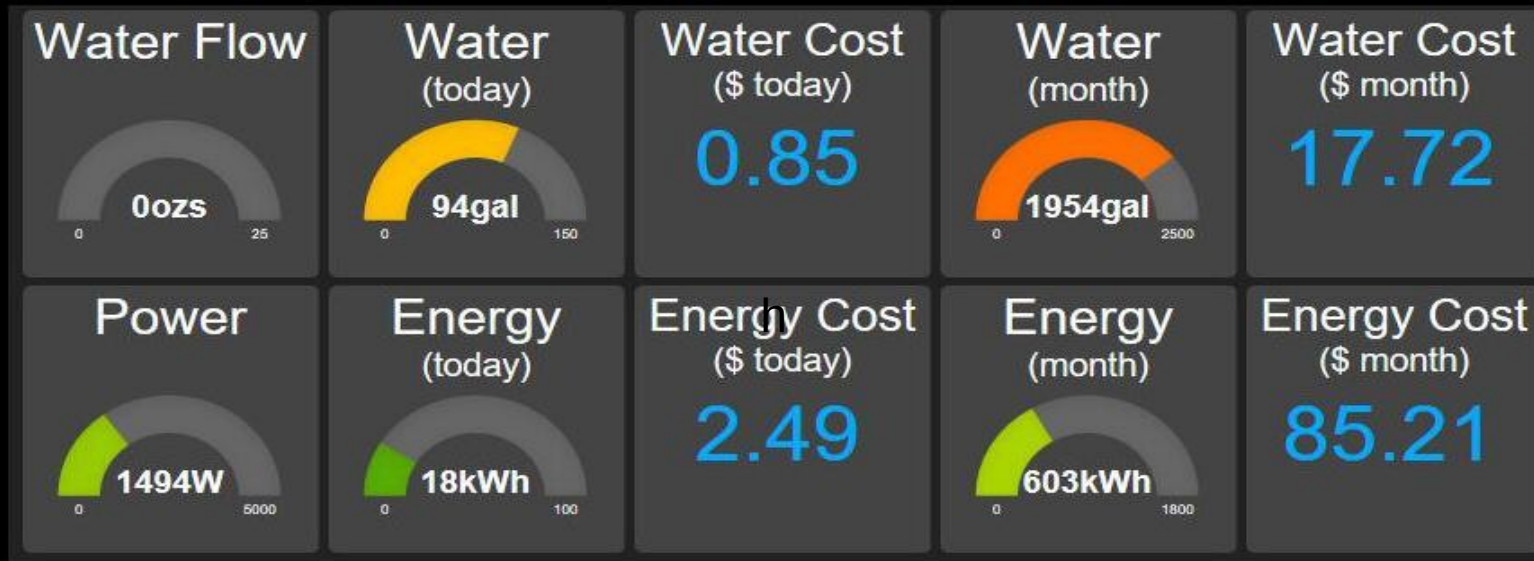 Water Flow
0ozs
0 25
Water
(today)
94gal
0 150
Water Cost
($ today)
0.85
Water
(month)
1954gal
0 2500
Water Cost
($ month)
17.72
Power
1494W
0 5000
Energy
(today)
18kWh
0 100
Energy Cost
h
($ today)
2.49
Energy
(month)
603kWh
0 1800
Energy Cost
($ month)
85.21